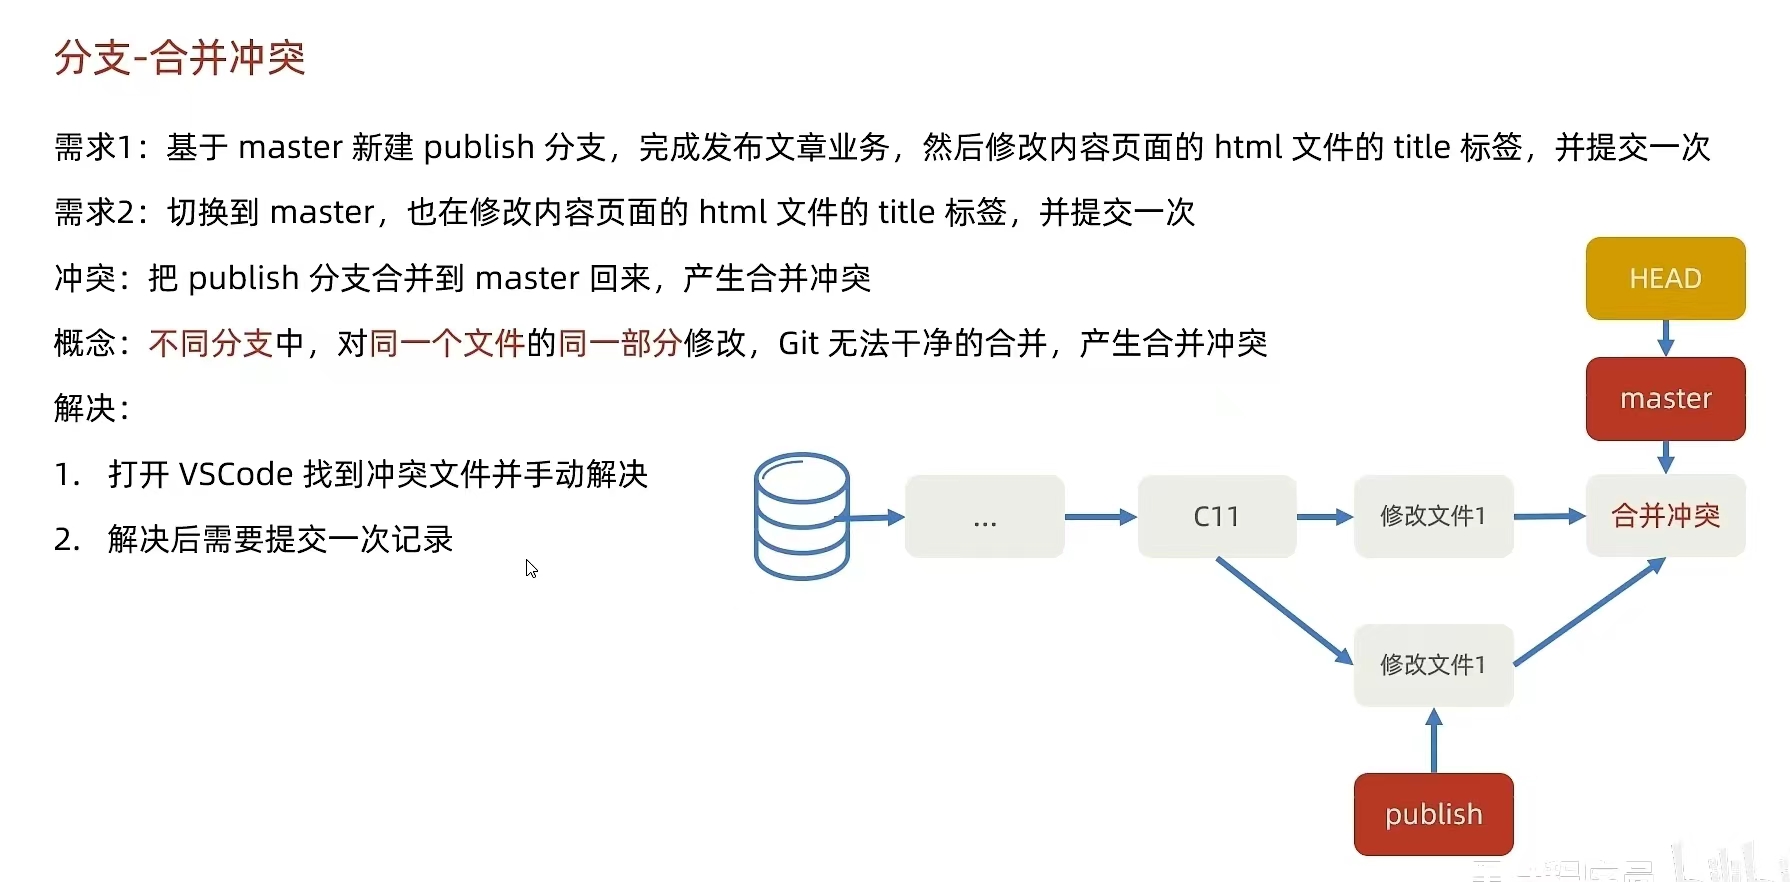 分支-合并冲突
需求1：基于 master 新建 publish 分支，完成发布文章业务，然后修改内容页面的 html 文件的 title 标签，并提交一次
需求2：切换到 master，也在修改内容页面的 html 文件的 title 标签，并提交一次
冲突：把 publish 分支合并到 master 回来，产生合并冲突
概念：不同分支中，对同一个文件的同一部分修改，Git 无法干净的合并，产生合并冲突
解决：
1. 打开 VSCode 找到冲突文件并手动解决
2. 解决后需要提交一次记录
HEAD
master
...
C11
修改文件1
合并冲突
修改文件1
publish